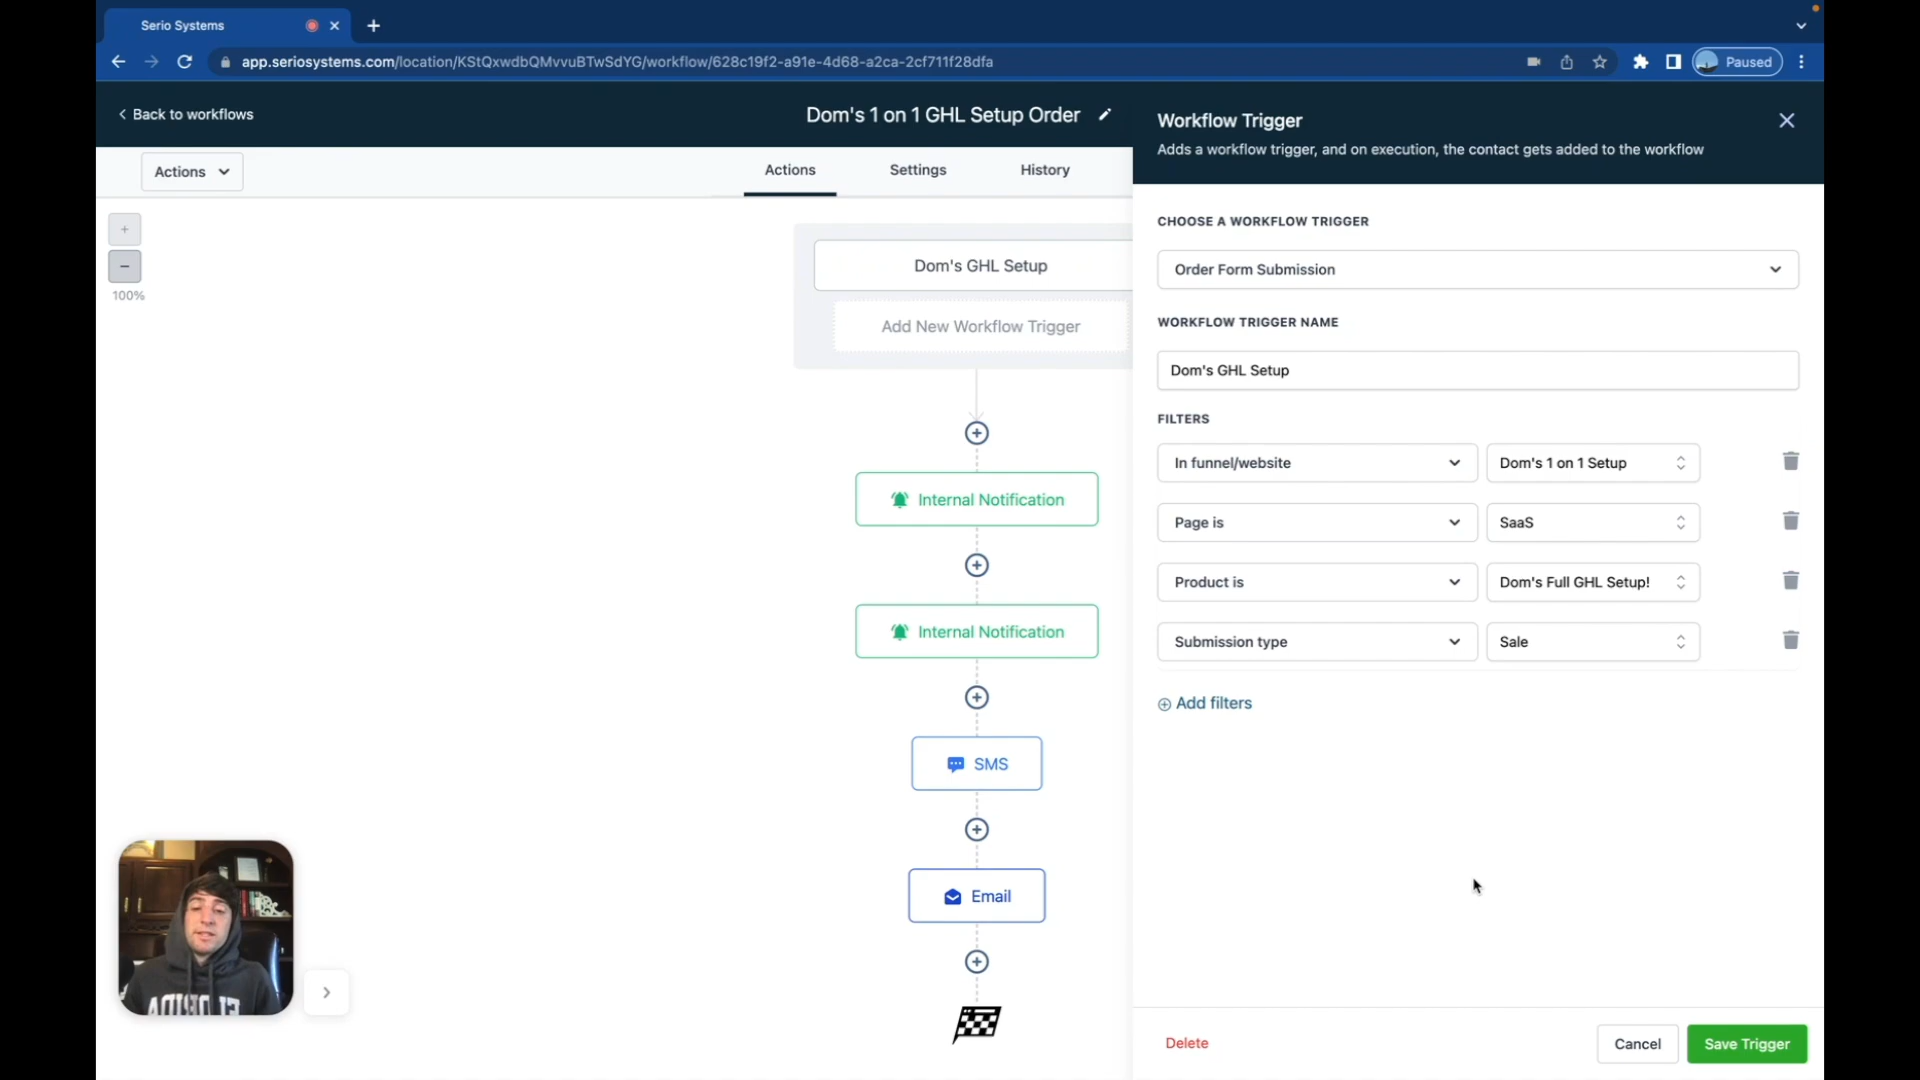 Serio Systems
app.seriosystems.com/location/KStQxwdbQMvvuBTwSdYG/workflow/628c19f2-a91e-4d68-a2ca-2cf711f28dfa
Paused
Back to workflows
Dom's 1 on 1 GHL Setup Order
Actions
Actions
Settings
History
100%
Dom's GHL Setup
Add New Workflow Trigger
Internal Notification
Internal Notification
SMS
Email
Workflow Trigger
Adds a workflow trigger, and on execution, the contact gets added to the workflow
CHOOSE A WORKFLOW TRIGGER
Order Form Submission
WORKFLOW TRIGGER NAME
Dom's GHL Setup
FILTERS
In funnel/website
Dom's 1 on 1 Setup
Page is
SaaS
Product is
Dom's Full GHL Setup!
Submission type
Sale
Add filters
Delete
Cancel
Save Trigger